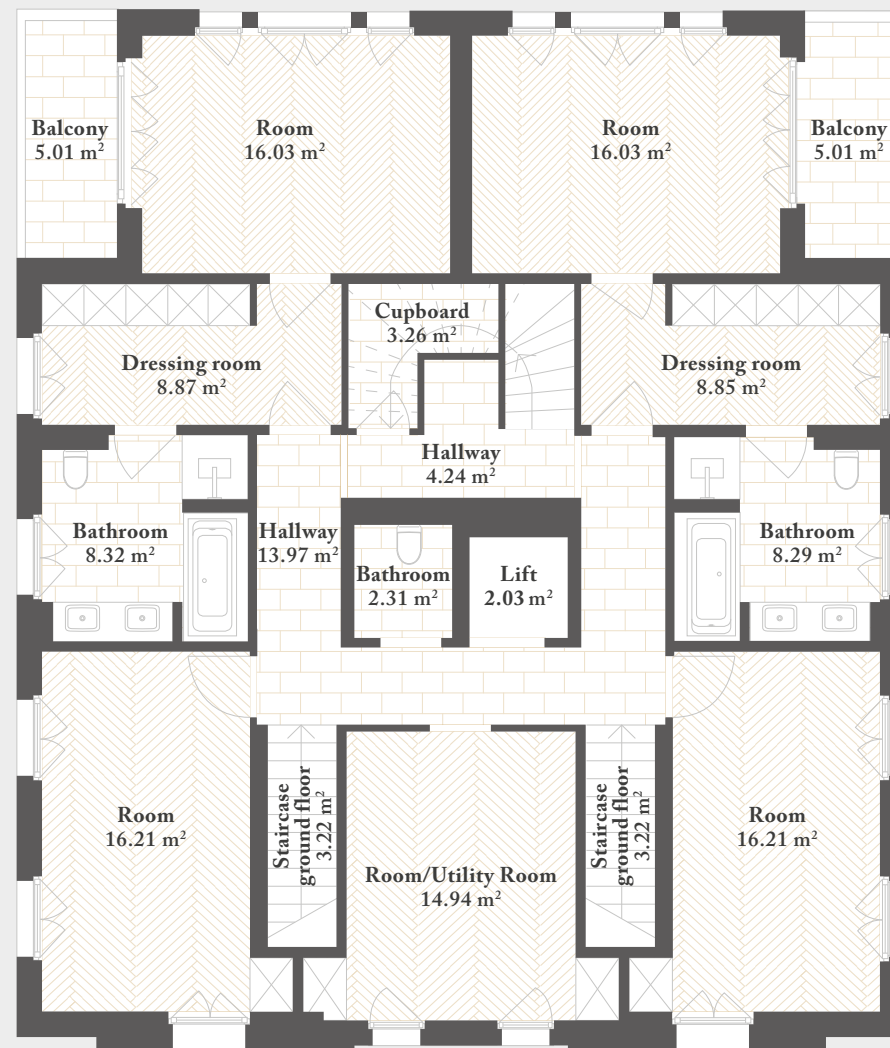 Balcony
5.01 m²
Room
16.03 m²
Room
16.03 m²
Balcony
5.01 m²
Cupboard
3.26 m²
Dressing room
8.87 m²
Dressing room
8.85 m²
Hallway
4.24 m²
Bathroom
8.32 m²
Hallway
13.97 m²
Bathroom
2.31 m²
Lift
2.03 m²
Bathroom
8.29 m²
Room
16.21 m²
Staircase
ground floor
3.22 m²
Room/Utility Room
14.94 m²
Staircase
ground floor
3.22 m²
Room
16.21 m²